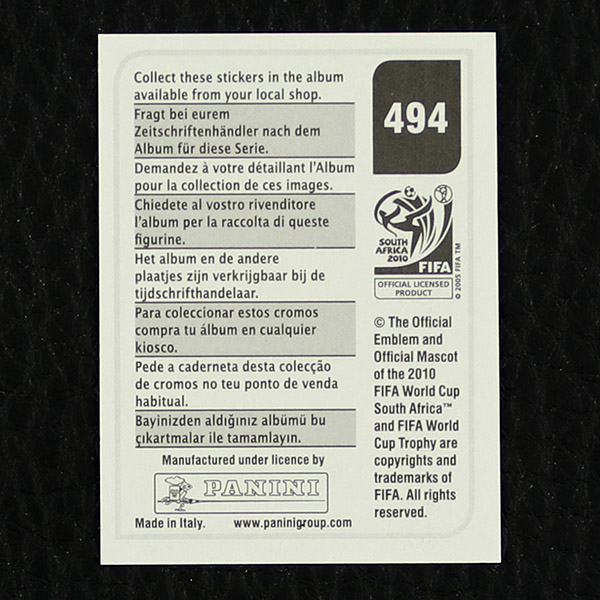 Collect these stickers in the album
available from your local shop.
Fragt bei eurem
Zeitschriftenhändler nach dem
Album für diese Serie.
Demandez à votre détaillant l'Album
pour la collection de ces images.
Chiedete al vostro rivenditore
l'album per la raccolta di queste
figurine.
Het album en de andere
plaatjes zijn verkrijgbaar bij de
tijdschrifthandelaar.
Para coleccionar estos cromos
compra tu álbum en cualquier
kiosco.
Pede a caderneta desta colecção
de cromos no teu ponto de venda
habitual.
Bayinizden aldığınız albümü bu
çıkartmalar ile tamamlayın.
Manufactured under licence by
PANINI
Made in Italy. www.paninigroup.com
494
SOUTH
AFRICA
2010
FIFA
OFFICIAL LICENSED
PRODUCT
© 2005 FIFA TM
© The Official
Emblem and
Official Mascot
of the 2010
FIFA World Cup
South Africa™
and FIFA World
Cup Trophy are
copyrights and
trademarks of
FIFA. All rights
reserved.